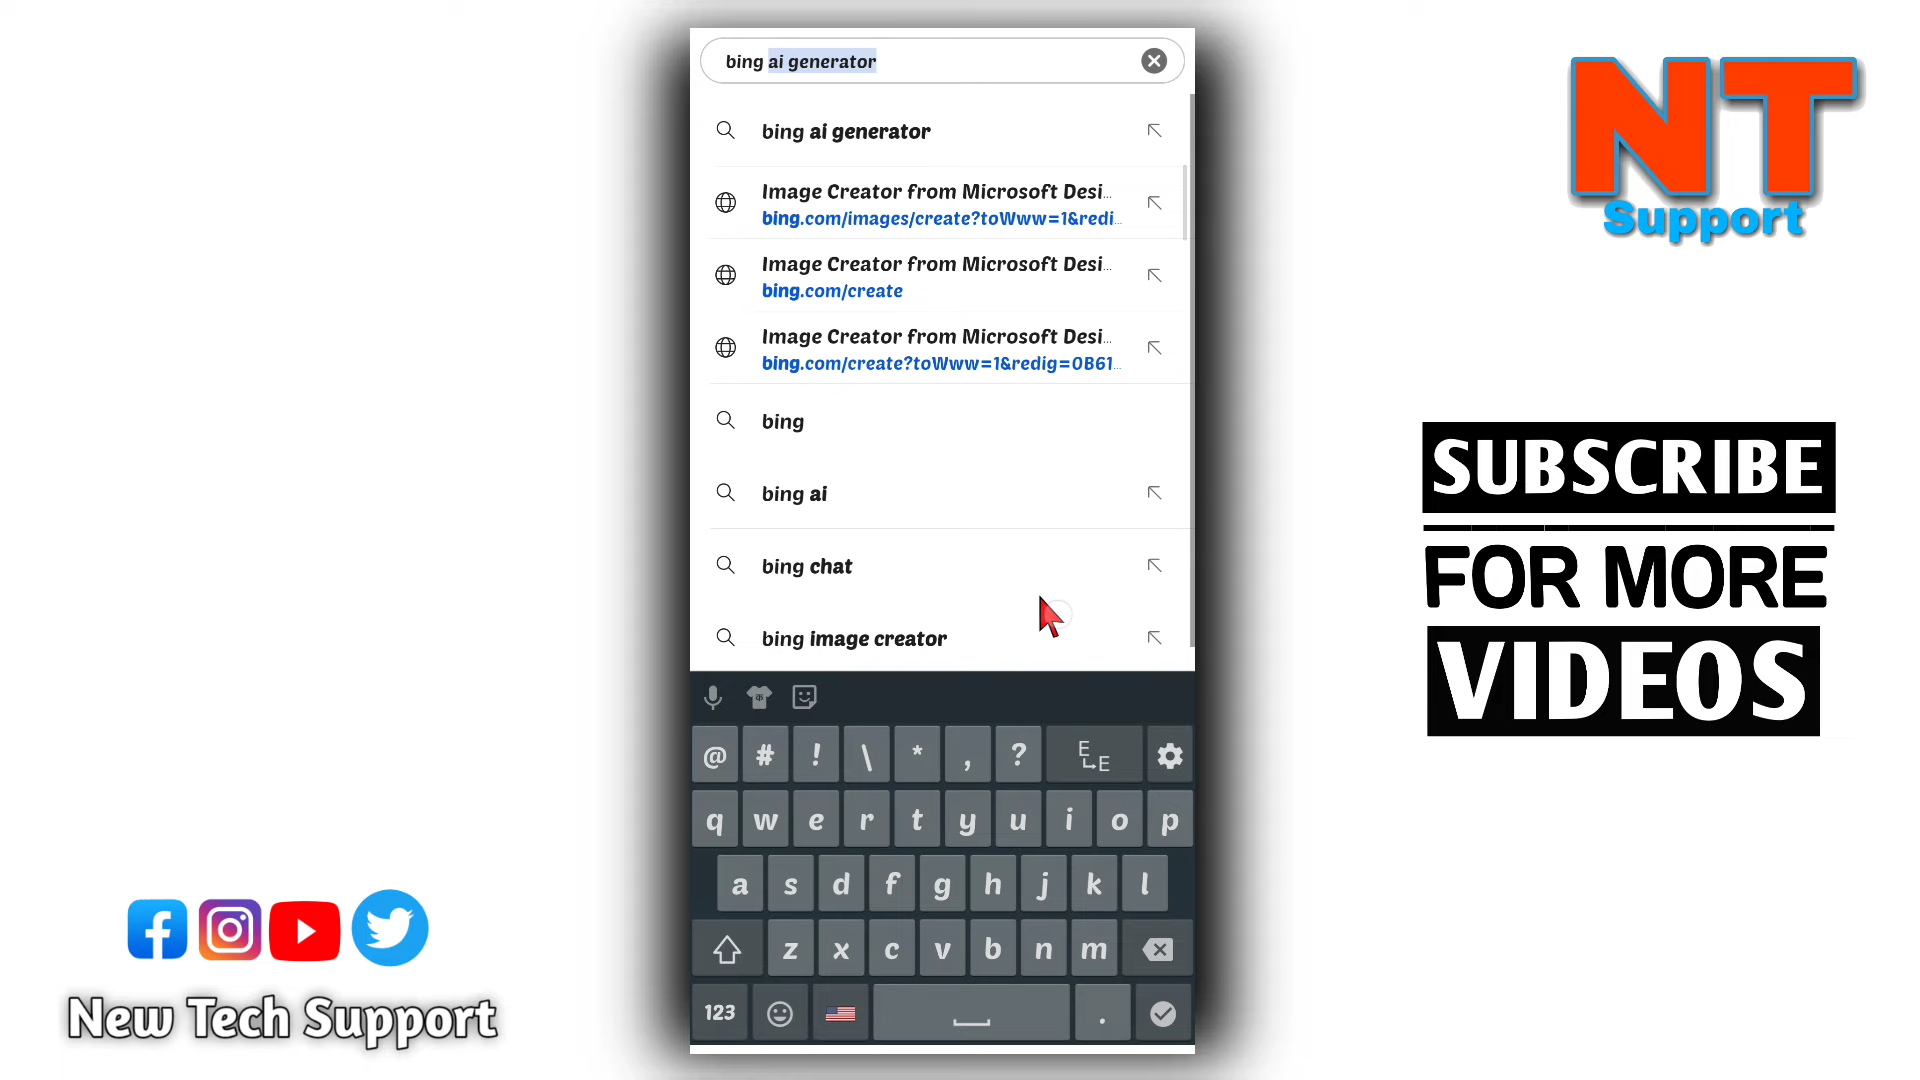 bing ai generator
bing ai generator
Image Creator from Microsoft Desi...
bing.com/images/create?toWww=1&redi...
Image Creator from Microsoft Desi...
bing.com/create
Image Creator from Microsoft Desi...
bing.com/create?toWww=1&redig=0B61...
bing
bing ai
bing chat
bing image creator
@ # ! \ * , ? E E
q w e r t y u i o p
a s d f g h j k l
z x c v b n m
123 .
NT
Support
SUBSCRIBE
FOR MORE
VIDEOS
New Tech Support